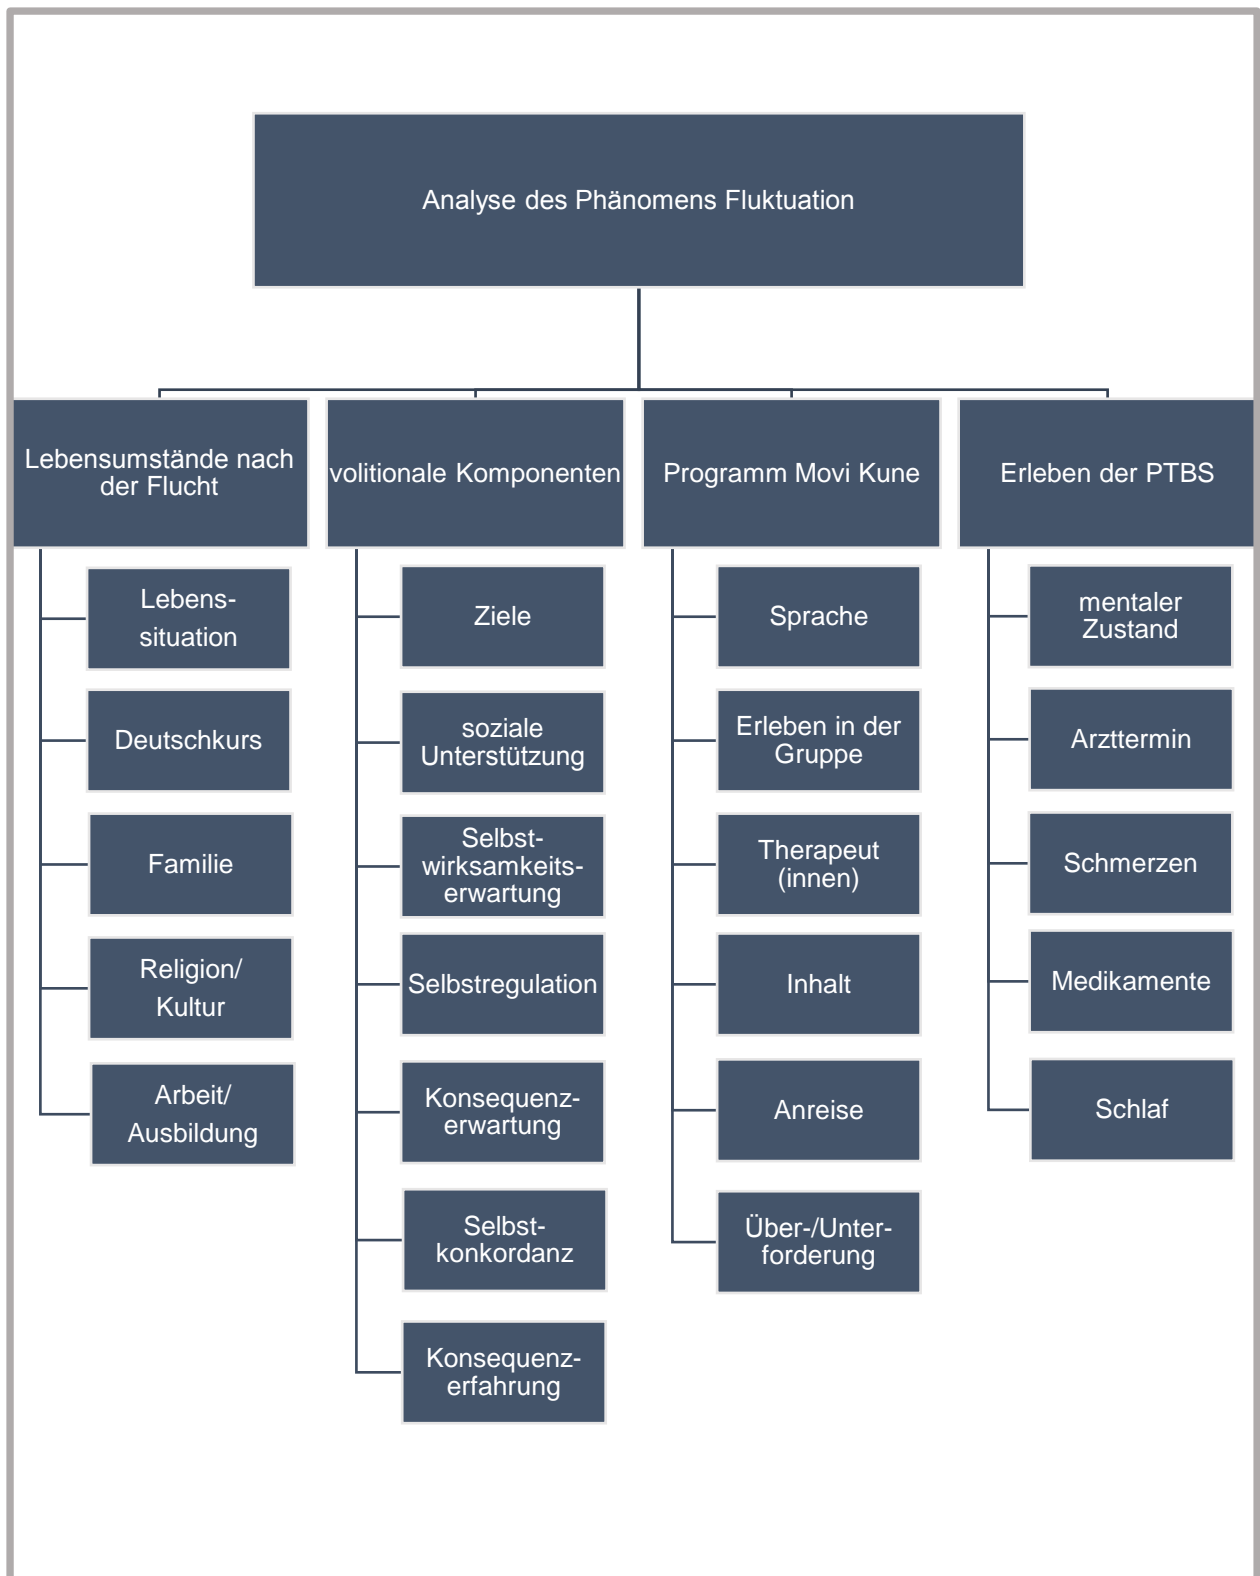 Analyse des Phänomens Fluktuation
Lebensumstände nach
der Flucht
Lebens-
situation
Deutschkurs
Familie
Religion/
Kultur
Arbeit/
Ausbildung
volitionale Komponenten
Ziele
soziale
Unterstützung
Selbst-
wirksamkeits-
erwartung
Selbstregulation
Konsequenz-
erwartung
Selbst-
konkordanz
Konsequenz-
erfahrung
Programm Movi Kune
Sprache
Erleben in der
Gruppe
Therapeut
(innen)
Inhalt
Anreise
Über-/Unter-
forderung
Erleben der PTBS
mentaler
Zustand
Arzttermin
Schmerzen
Medikamente
Schlaf